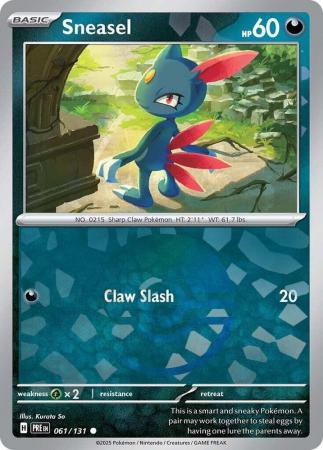 BASIC
Sneasel
HP 60
NO. 0215 Sharp Claw Pokémon HT: 2'11" WT: 61.7 lbs.
Claw Slash 20
weakness ×2 resistance retreat
Illus. Kurata So
This is a smart and sneaky Pokémon. A
pair may work together to steal eggs by
having one lure the parents away.
H PRE EN 061/131
©2025 Pokémon / Nintendo / Creatures / GAME FREAK